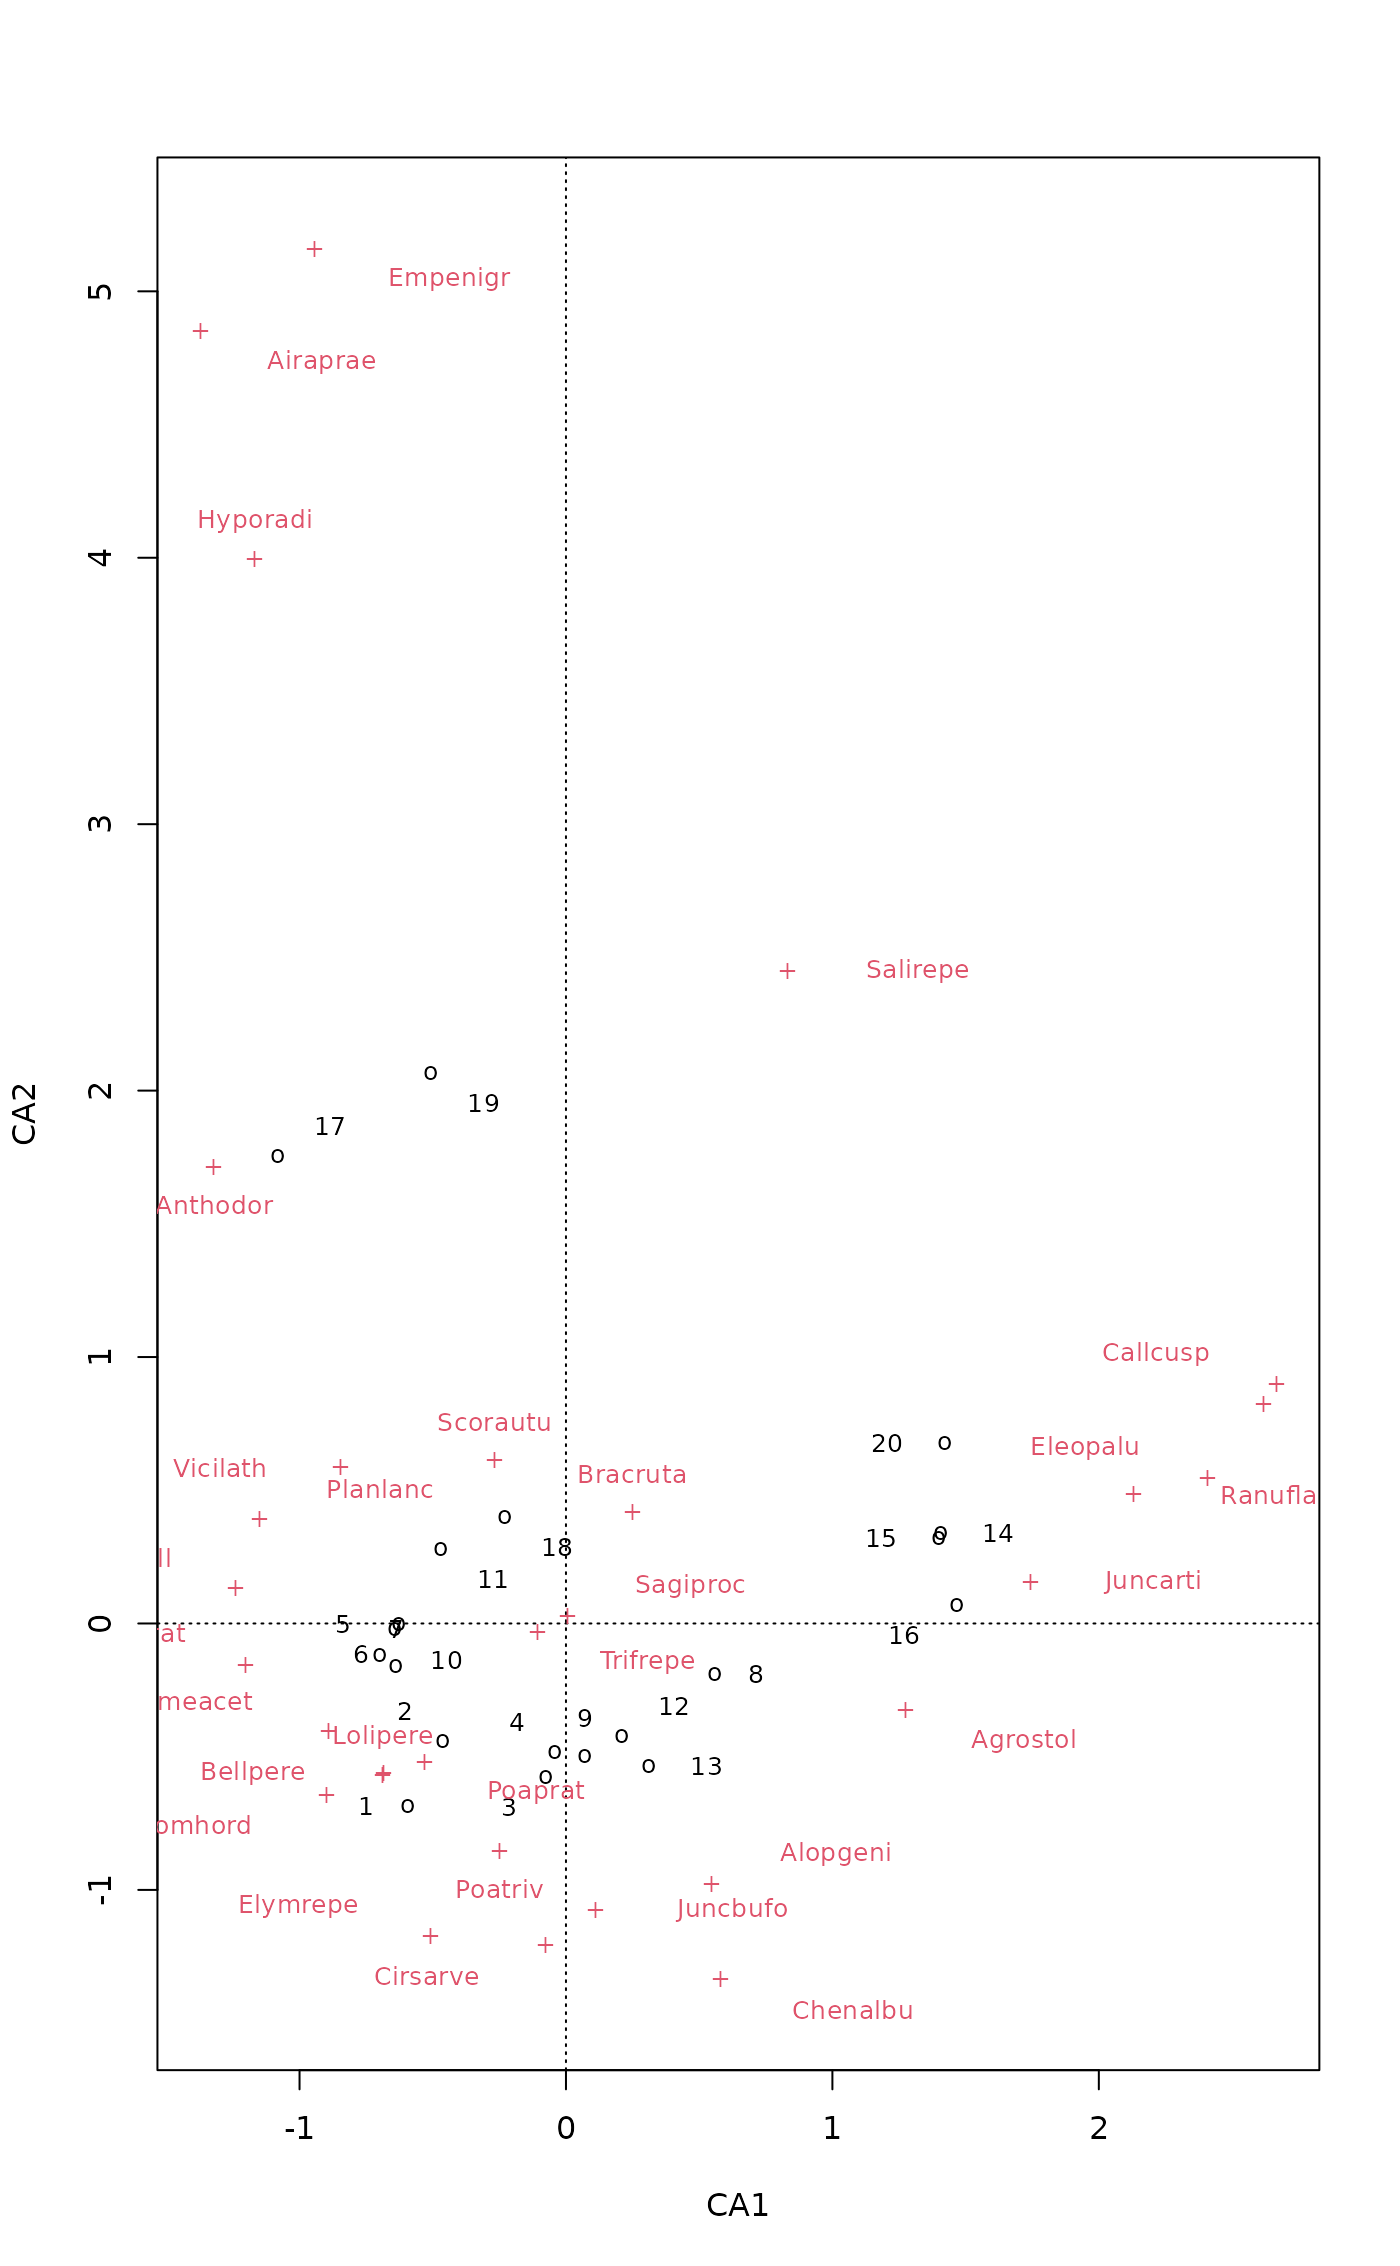 Empenigr
5
Airaprae
Hyporadi
4
3
Salirepe
2
19
17
CA2
Anthodor
Callcusp
1
Scorautu
20
Eleopalu
Vicilath
Bracruta
Planlanc
Ranufla
15
14
18
ll
11
Sagiproc
Juncarti
0
5
7
at
16
6
10
Trifrepe
8
meacet
12
2
9
4
Lolipere
Agrostol
Bellpere
13
Poaprat
1
3
omhord
Alopgeni
-1
Poatriv
Elymrepe
Juncbufo
Cirsarve
Chenalbu
-1 0 1 2
CA1